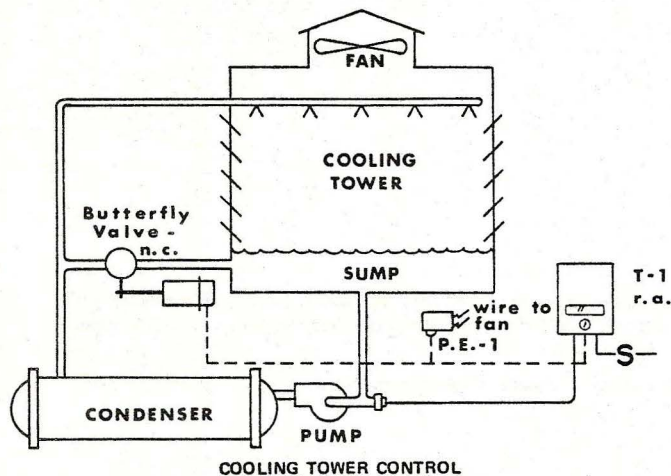 FAN
COOLING
TOWER
Butterfly
Valve -
n.c.
SUMP
T-1
r.a.
wire to
fan
P.E.-1
S
CONDENSER
PUMP
COOLING TOWER CONTROL